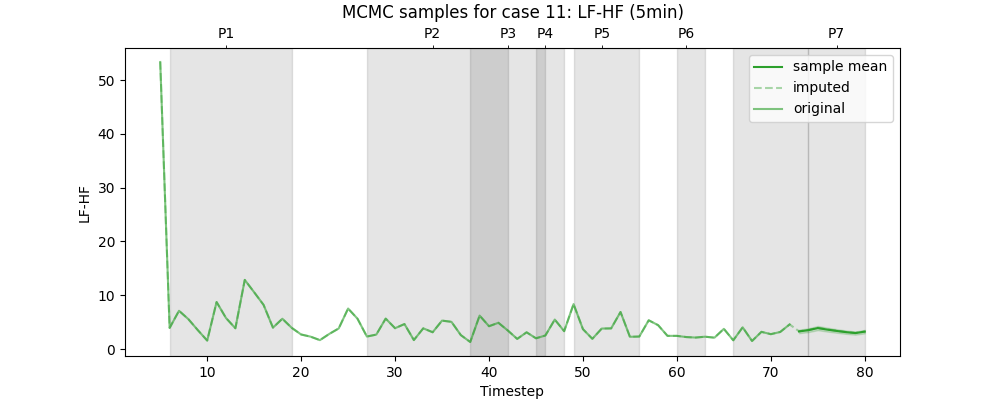 MCMC samples for case 11: LF-HF (5min)
P1 P2 P3 P4 P5 P6 P7
sample mean
imputed
original
50
40
30
20
10
0
LF-HF
10 20 30 40 50 60 70 80
Timestep